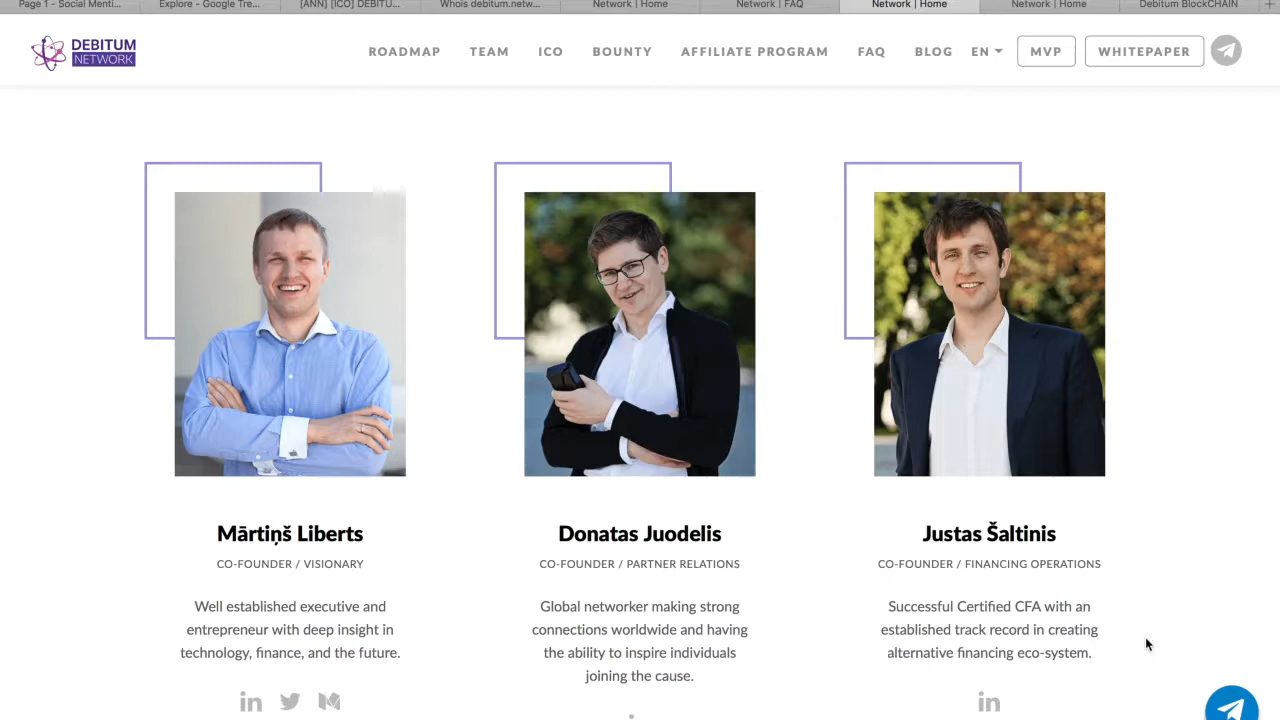 Page 1 - Social Menti...
Explore - Google Tre...
[ANN] [ICO] DEBITU...
Whois debitum.netw...
Network | Home
Network | FAQ
Network | Home
Network | Home
Debitum BlockCHAIN
DEBITUM
NETWORK
ROADMAP
TEAM
ICO
BOUNTY
AFFILIATE PROGRAM
FAQ
BLOG
EN
MVP
WHITEPAPER
Mārtiņš Liberts
CO-FOUNDER / VISIONARY
Well established executive and
entrepreneur with deep insight in
technology, finance, and the future.
Donatas Juodelis
CO-FOUNDER / PARTNER RELATIONS
Global networker making strong
connections worldwide and having
the ability to inspire individuals
joining the cause.
Justas Šaltinis
CO-FOUNDER / FINANCING OPERATIONS
Successful Certified CFA with an
established track record in creating
alternative financing eco-system.